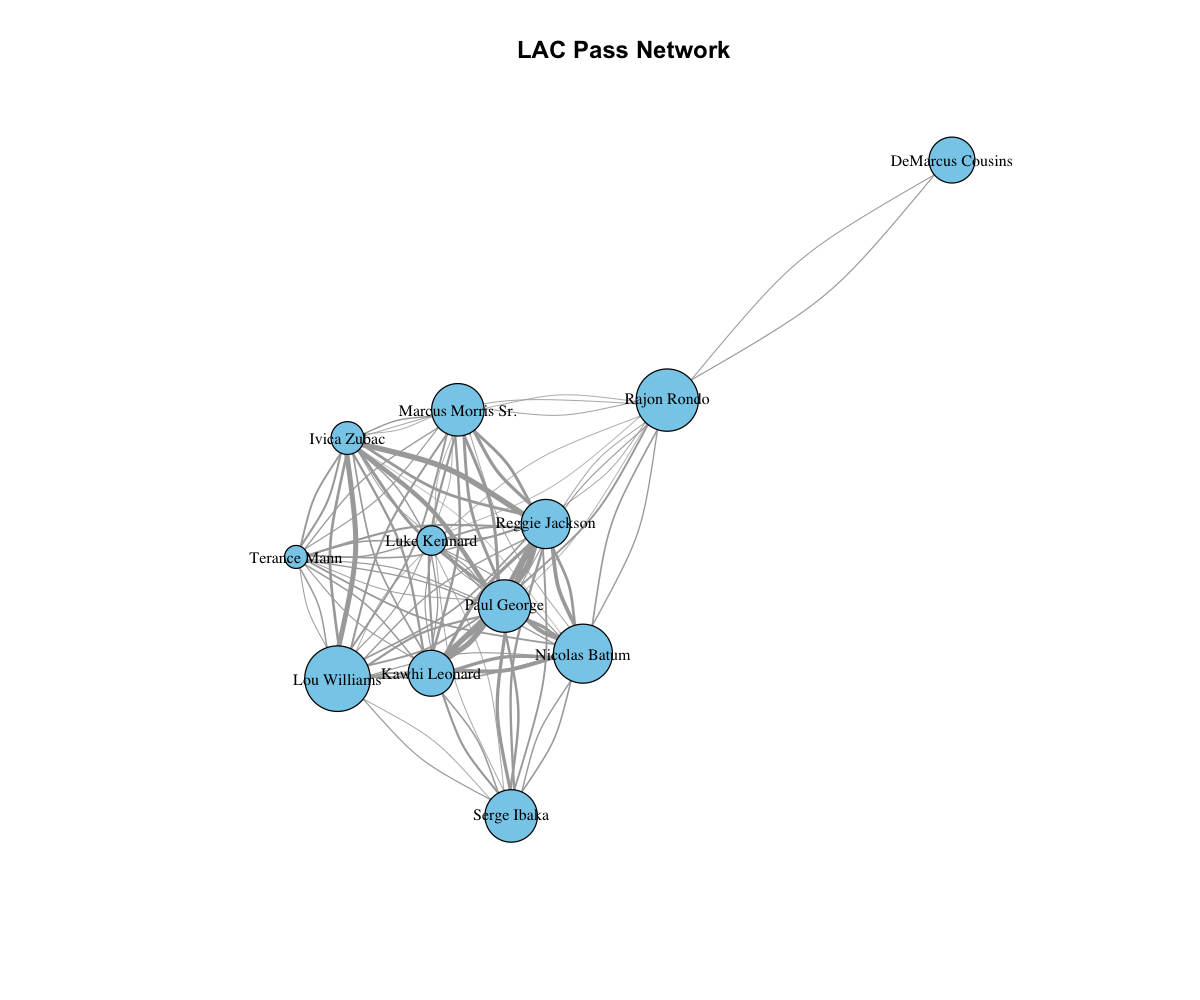 LAC Pass Network
DeMarcus Cousins
Rajon Rondo
Marcus Morris Sr.
Ivica Zubac
Reggie Jackson
Luke Kennard
Terance Mann
Paul George
Nicolas Batum
Kawhi Leonard
Lou Williams
Serge Ibaka